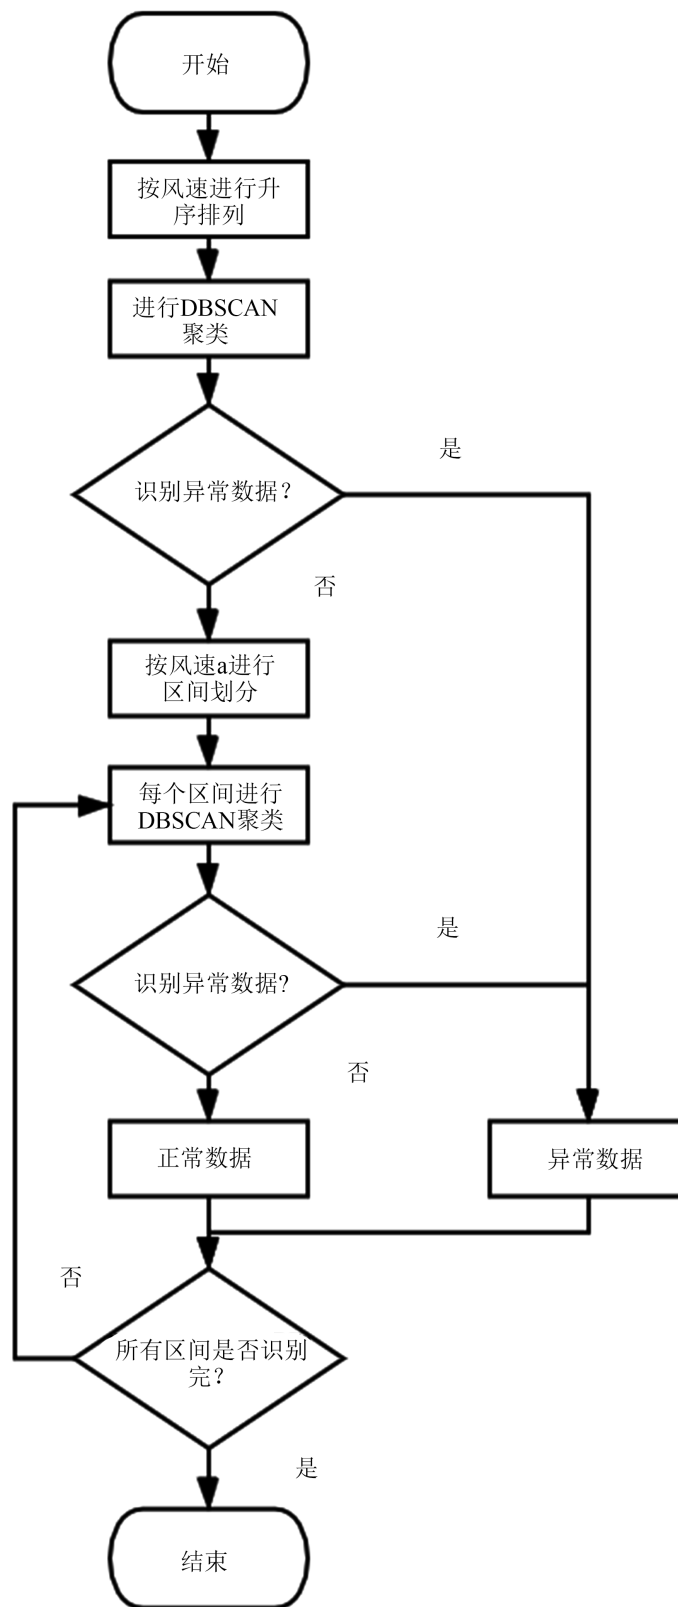 开始
按风速进行升
序排列
进行DBSCAN
聚类
是
识别异常数据？
否
按风速a进行
区间划分
每个区间进行
DBSCAN聚类
是
识别异常数据?
否
正常数据
异常数据
否
所有区间是否识别
完？
是
结束